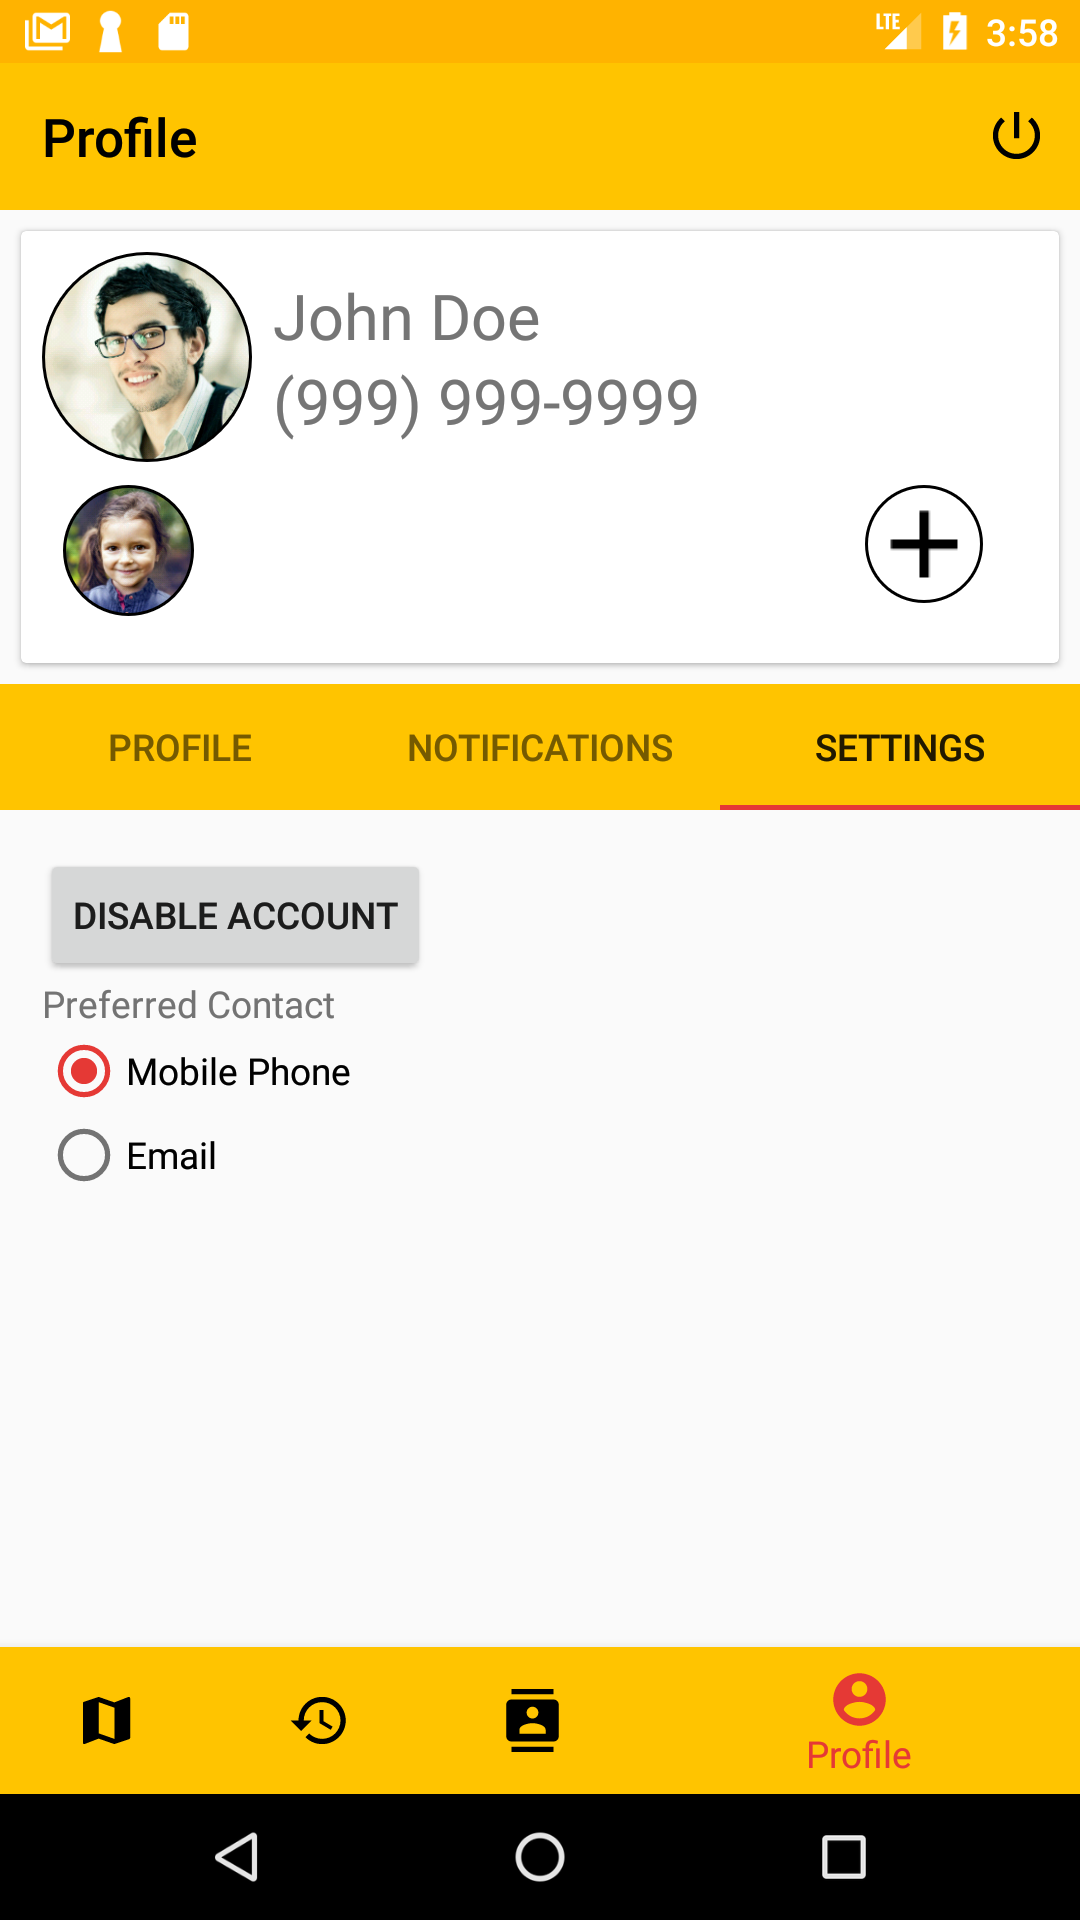 LTE 3:58
Profile
John Doe
(999) 999-9999
PROFILE NOTIFICATIONS SETTINGS
DISABLE ACCOUNT
Preferred Contact
Mobile Phone
Email
Profile